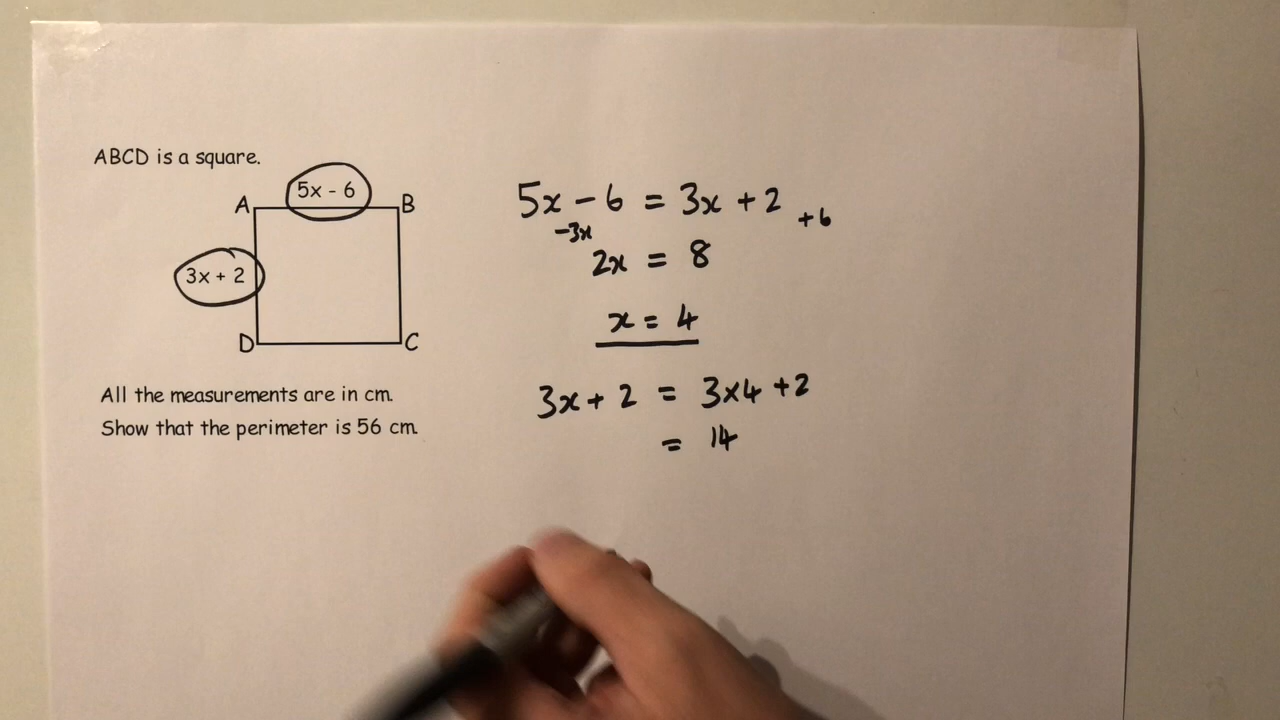 ABCD is a square.
5x - 6
A B
3x + 2
D C
All the measurements are in cm.
Show that the perimeter is 56 cm.
5x - 6 = 3x + 2
-3x +6
2x = 8
x = 4
3x + 2 = 3x4 + 2
= 14